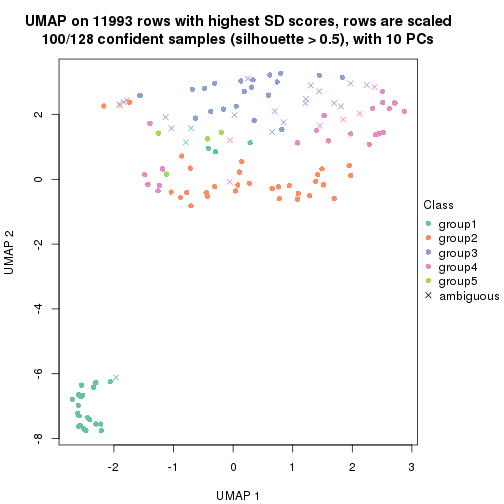 UMAP on 11993 rows with highest SD scores, rows are scaled
100/128 confident samples (silhouette > 0.5), with 10 PCs
2
0
-2
-4
-6
-8
UMAP 2
-2
-1
0
1
2
3
UMAP 1
Class
group1
group2
group3
group4
group5
ambiguous